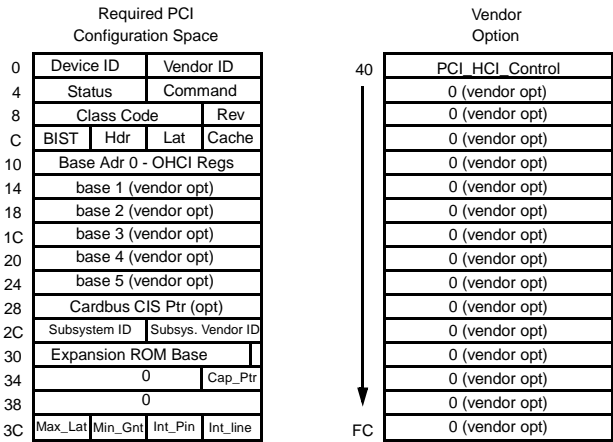 Required PCI
Configuration Space
0 Device ID Vendor ID
4 Status Command
8 Class Code Rev
C BIST Hdr Lat Cache
10 Base Adr 0 - OHCI Regs
14 base 1 (vendor opt)
18 base 2 (vendor opt)
1C base 3 (vendor opt)
20 base 4 (vendor opt)
24 base 5 (vendor opt)
28 Cardbus CIS Ptr (opt)
2C Subsystem ID Subsys. Vendor ID
30 Expansion ROM Base
34 0 Cap_Ptr
38 0
3C Max_Lat Min_Gnt Int_Pin Int_line
Vendor
Option
40 PCI_HCI_Control
0 (vendor opt)
0 (vendor opt)
0 (vendor opt)
0 (vendor opt)
0 (vendor opt)
0 (vendor opt)
0 (vendor opt)
0 (vendor opt)
0 (vendor opt)
0 (vendor opt)
0 (vendor opt)
0 (vendor opt)
0 (vendor opt)
0 (vendor opt)
FC 0 (vendor opt)